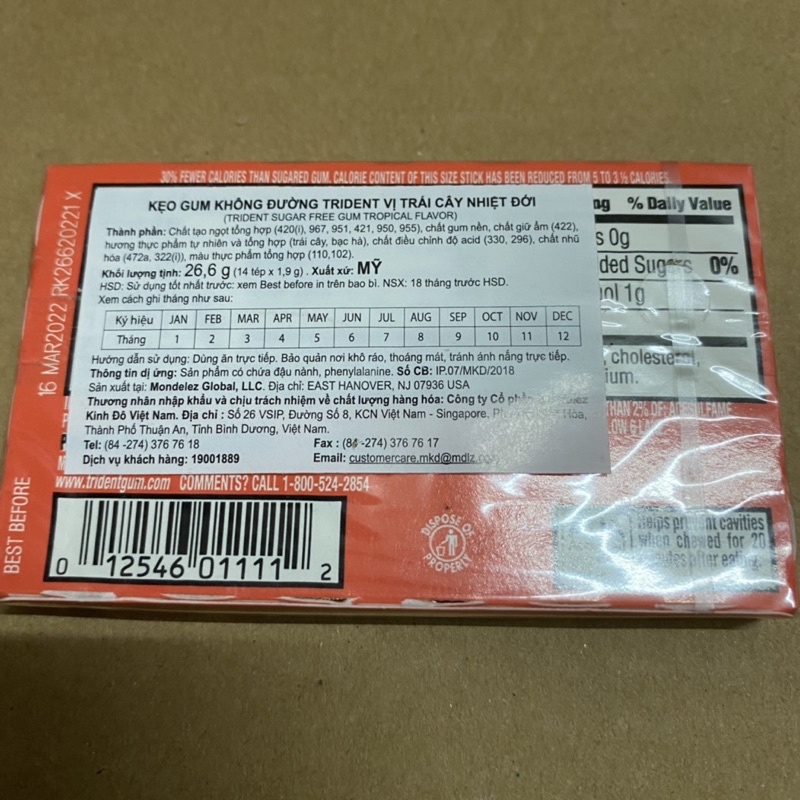 30% FEWER CALORIES THAN SUGARED GUM. CALORIE CONTENT OF THIS SIZE STICK HAS BEEN REDUCED FROM 5 TO 3 ½ CALORIES.
KẸO GUM KHÔNG ĐƯỜNG TRIDENT VỊ TRÁI CÂY NHIỆT ĐỚI
(TRIDENT SUGAR FREE GUM TROPICAL FLAVOR)
Thành phần: Chất tạo ngọt tổng hợp (420(i), 967, 951, 421, 950, 955), chất gum nền, chất giữ ẩm (422),
hương thực phẩm tự nhiên và tổng hợp (trái cây, bạc hà), chất điều chỉnh độ acid (330, 296), chất nhũ
hóa (472a, 322(i)), màu thực phẩm tổng hợp (110,102).
Khối lượng tịnh: 26,6 g (14 tép x 1,9 g) . Xuất xứ: MỸ
HSD: Sử dụng tốt nhất trước: xem Best before in trên bao bì. NSX: 18 tháng trước HSD.
Xem cách ghi tháng như sau:
Ký hiệu JAN FEB MAR APR MAY JUN JUL AUG SEP OCT NOV DEC
Tháng 1 2 3 4 5 6 7 8 9 10 11 12
Hướng dẫn sử dụng: Dùng ăn trực tiếp. Bảo quản nơi khô ráo, thoáng mát, tránh ánh nắng trực tiếp.
Thông tin dị ứng: Sản phẩm có chứa đậu nành, phenylalanine. Số CB: IP.07/MKD/2018
Sản xuất tại: Mondelez Global, LLC. Địa chỉ: EAST HANOVER, NJ 07936 USA
Thương nhân nhập khẩu và chịu trách nhiệm về chất lượng hàng hóa: Công ty Cổ
Kinh Đô Việt Nam. Địa chỉ : Số 26 VSIP, Đường Số 8, KCN Việt Nam - Singapore, Hòa,
Thành Phố Thuận An, Tỉnh Bình Dương, Việt Nam.
Tel: (84 -274) 376 76 18 Fax : (84 -274) 376 76 17
Dịch vụ khách hàng: 19001889 Email: customercare.mkd@mdlz.
ng % Daily Value
s 0g
ded Sugars 0%
ol 1g
, cholesterol,
ium.
HAN 2% OF:
www.tridentgum.com COMMENTS? CALL 1-800-524-2854
0 12546 01111 2
DISPOSE OF PROPERLY
Helps prevent cavities
when chewed for 20
after eating.
BEST BEFORE 16 MAR2022 RK26620221 X